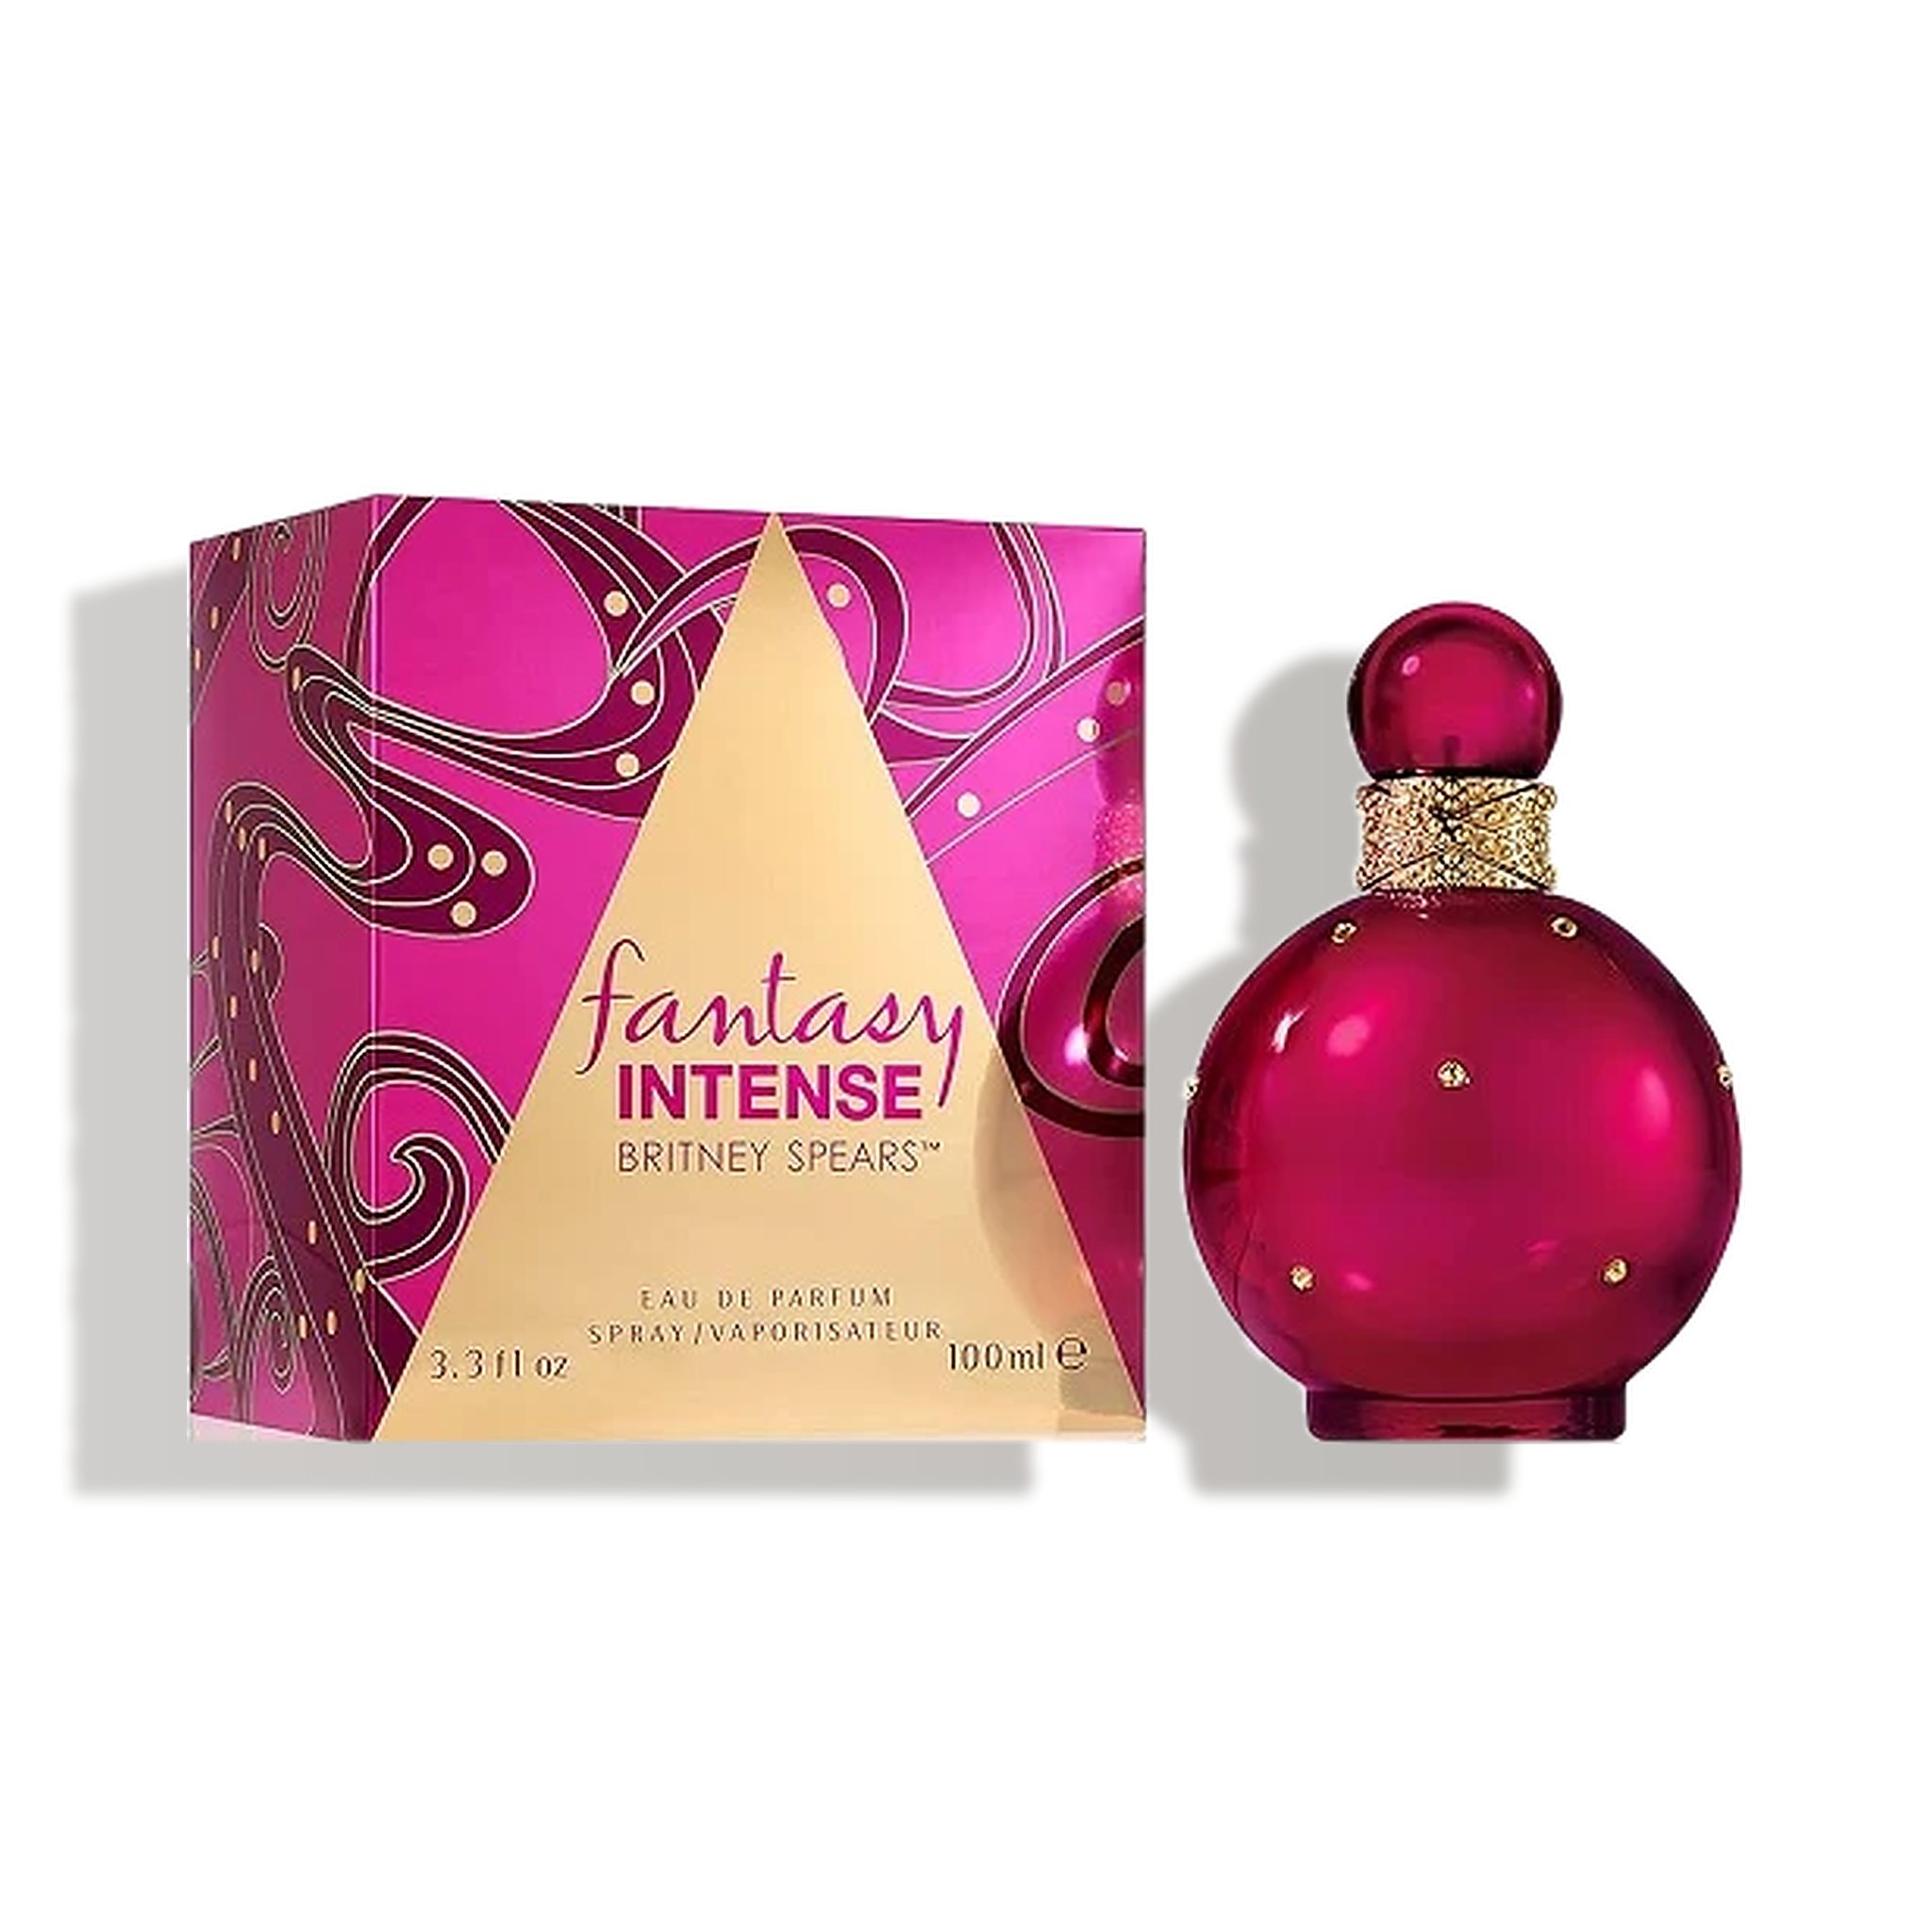 fantasy
INTENSE
BRITNEY SPEARS™
EAU DE PARFUM
SPRAY/VAPORISATEUR
3.3 fl oz
100ml ℮